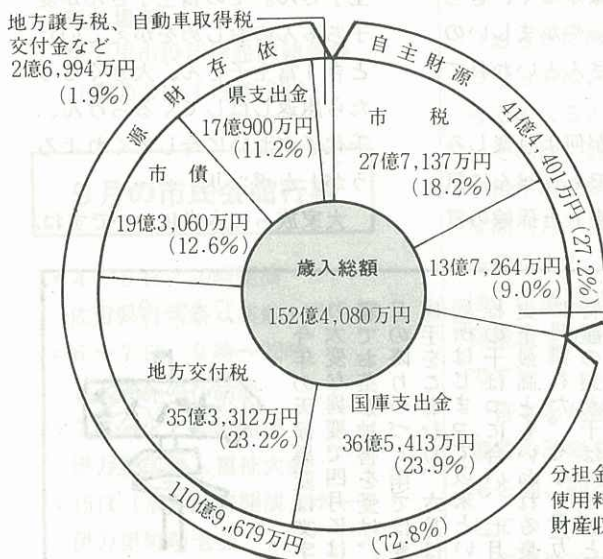 地方譲与税、自動車取得税
交付金など
2億6,994万円
(1.9%)
依存財源
自主財源
県支出金
17億900万円
(11.2%)
市税
27億7,137万円
(18.2%)
41億4,401万円(27.2%)
市債
19億3,060万円
(12.6%)
13億7,264万円
(9.0%)
歳入総額
152億4,080万円
地方交付税
35億3,312万円
(23.2%)
国庫支出金
36億5,413万円
(23.9%)
110億9,679万円
(72.8%)
分担金
使用料
財産収